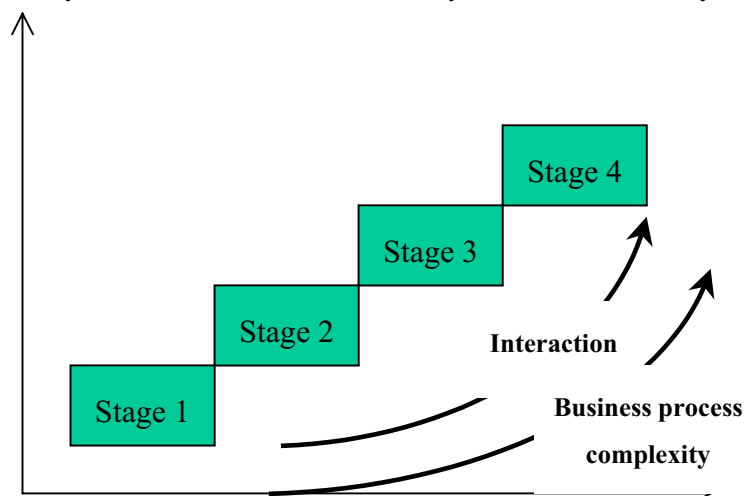 Stage 4
Stage 3
Stage 2
Interaction
Stage 1
Business process
complexity